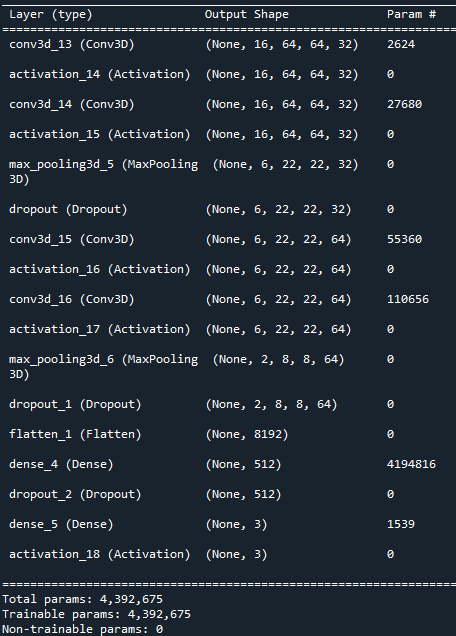 Layer (type) Output Shape Param #
================================================================
conv3d_13 (Conv3D) (None, 16, 64, 64, 32) 2624
activation_14 (Activation) (None, 16, 64, 64, 32) 0
conv3d_14 (Conv3D) (None, 16, 64, 64, 32) 27680
activation_15 (Activation) (None, 16, 64, 64, 32) 0
max_pooling3d_5 (MaxPooling (None, 6, 22, 22, 32) 0
3D)
dropout (Dropout) (None, 6, 22, 22, 32) 0
conv3d_15 (Conv3D) (None, 6, 22, 22, 64) 55360
activation_16 (Activation) (None, 6, 22, 22, 64) 0
conv3d_16 (Conv3D) (None, 6, 22, 22, 64) 110656
activation_17 (Activation) (None, 6, 22, 22, 64) 0
max_pooling3d_6 (MaxPooling (None, 2, 8, 8, 64) 0
3D)
dropout_1 (Dropout) (None, 2, 8, 8, 64) 0
flatten_1 (Flatten) (None, 8192) 0
dense_4 (Dense) (None, 512) 4194816
dropout_2 (Dropout) (None, 512) 0
dense_5 (Dense) (None, 3) 1539
activation_18 (Activation) (None, 3) 0
================================================================
Total params: 4,392,675
Trainable params: 4,392,675
Non-trainable params: 0